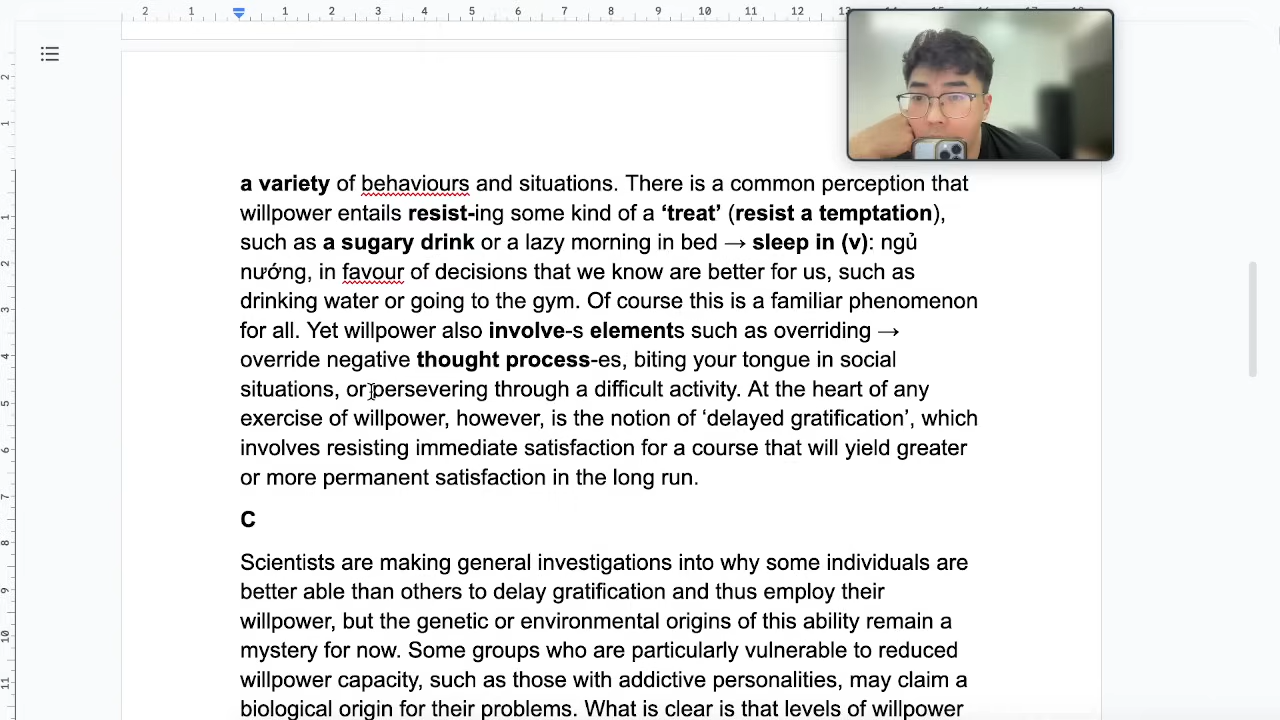 2 1 1 2 3 4 5 6 7 8 9 10 11 12 13
a variety of behaviours and situations. There is a common perception that
willpower entails resist-ing some kind of a ‘treat’ (resist a temptation),
such as a sugary drink or a lazy morning in bed → sleep in (v): ngủ
nướng, in favour of decisions that we know are better for us, such as
drinking water or going to the gym. Of course this is a familiar phenomenon
for all. Yet willpower also involve-s elements such as overriding →
override negative thought process-es, biting your tongue in social
situations, or persevering through a difficult activity. At the heart of any
exercise of willpower, however, is the notion of ‘delayed gratification’, which
involves resisting immediate satisfaction for a course that will yield greater
or more permanent satisfaction in the long run.
C
Scientists are making general investigations into why some individuals are
better able than others to delay gratification and thus employ their
willpower, but the genetic or environmental origins of this ability remain a
mystery for now. Some groups who are particularly vulnerable to reduced
willpower capacity, such as those with addictive personalities, may claim a
biological origin for their problems. What is clear is that levels of willpower